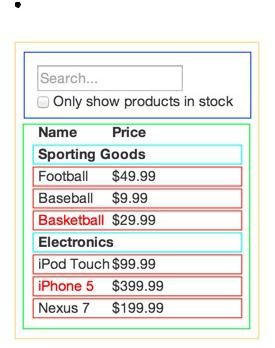 Search...
Only show products in stock
Name Price
Sporting Goods
Football $49.99
Baseball $9.99
Basketball $29.99
Electronics
iPod Touch $99.99
iPhone 5 $399.99
Nexus 7 $199.99